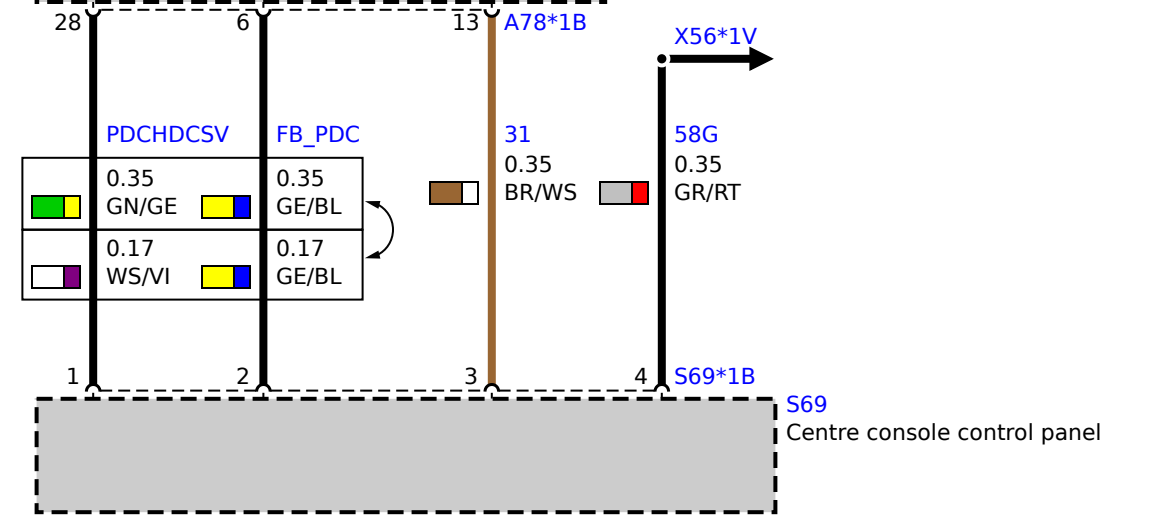 28 6 13 A78*1B
X56*1V
PDCHDCSV FB_PDC 31 58G
0.35 0.35 0.35 0.35
GN/GE GE/BL BR/WS GR/RT
0.17 0.17
WS/VI GE/BL
1 2 3 4 S69*1B
S69
Centre console control panel